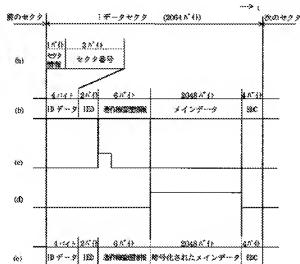 → t
前のセクタ 1データセクタ (2064バイト) 次のセクタ
1バイト 3バイト
(a) セクタ情報 セクタ番号
4バイト 2バイト 6バイト 2048バイト 4バイト
(b) IDデータ IED 著作権管理情報 メインデータ EDC
(c)
(d)
4バイト 2バイト 6バイト 2048バイト 4バイト
(e) IDデータ IED 著作権管理情報 暗号化されたメインデータ EDC